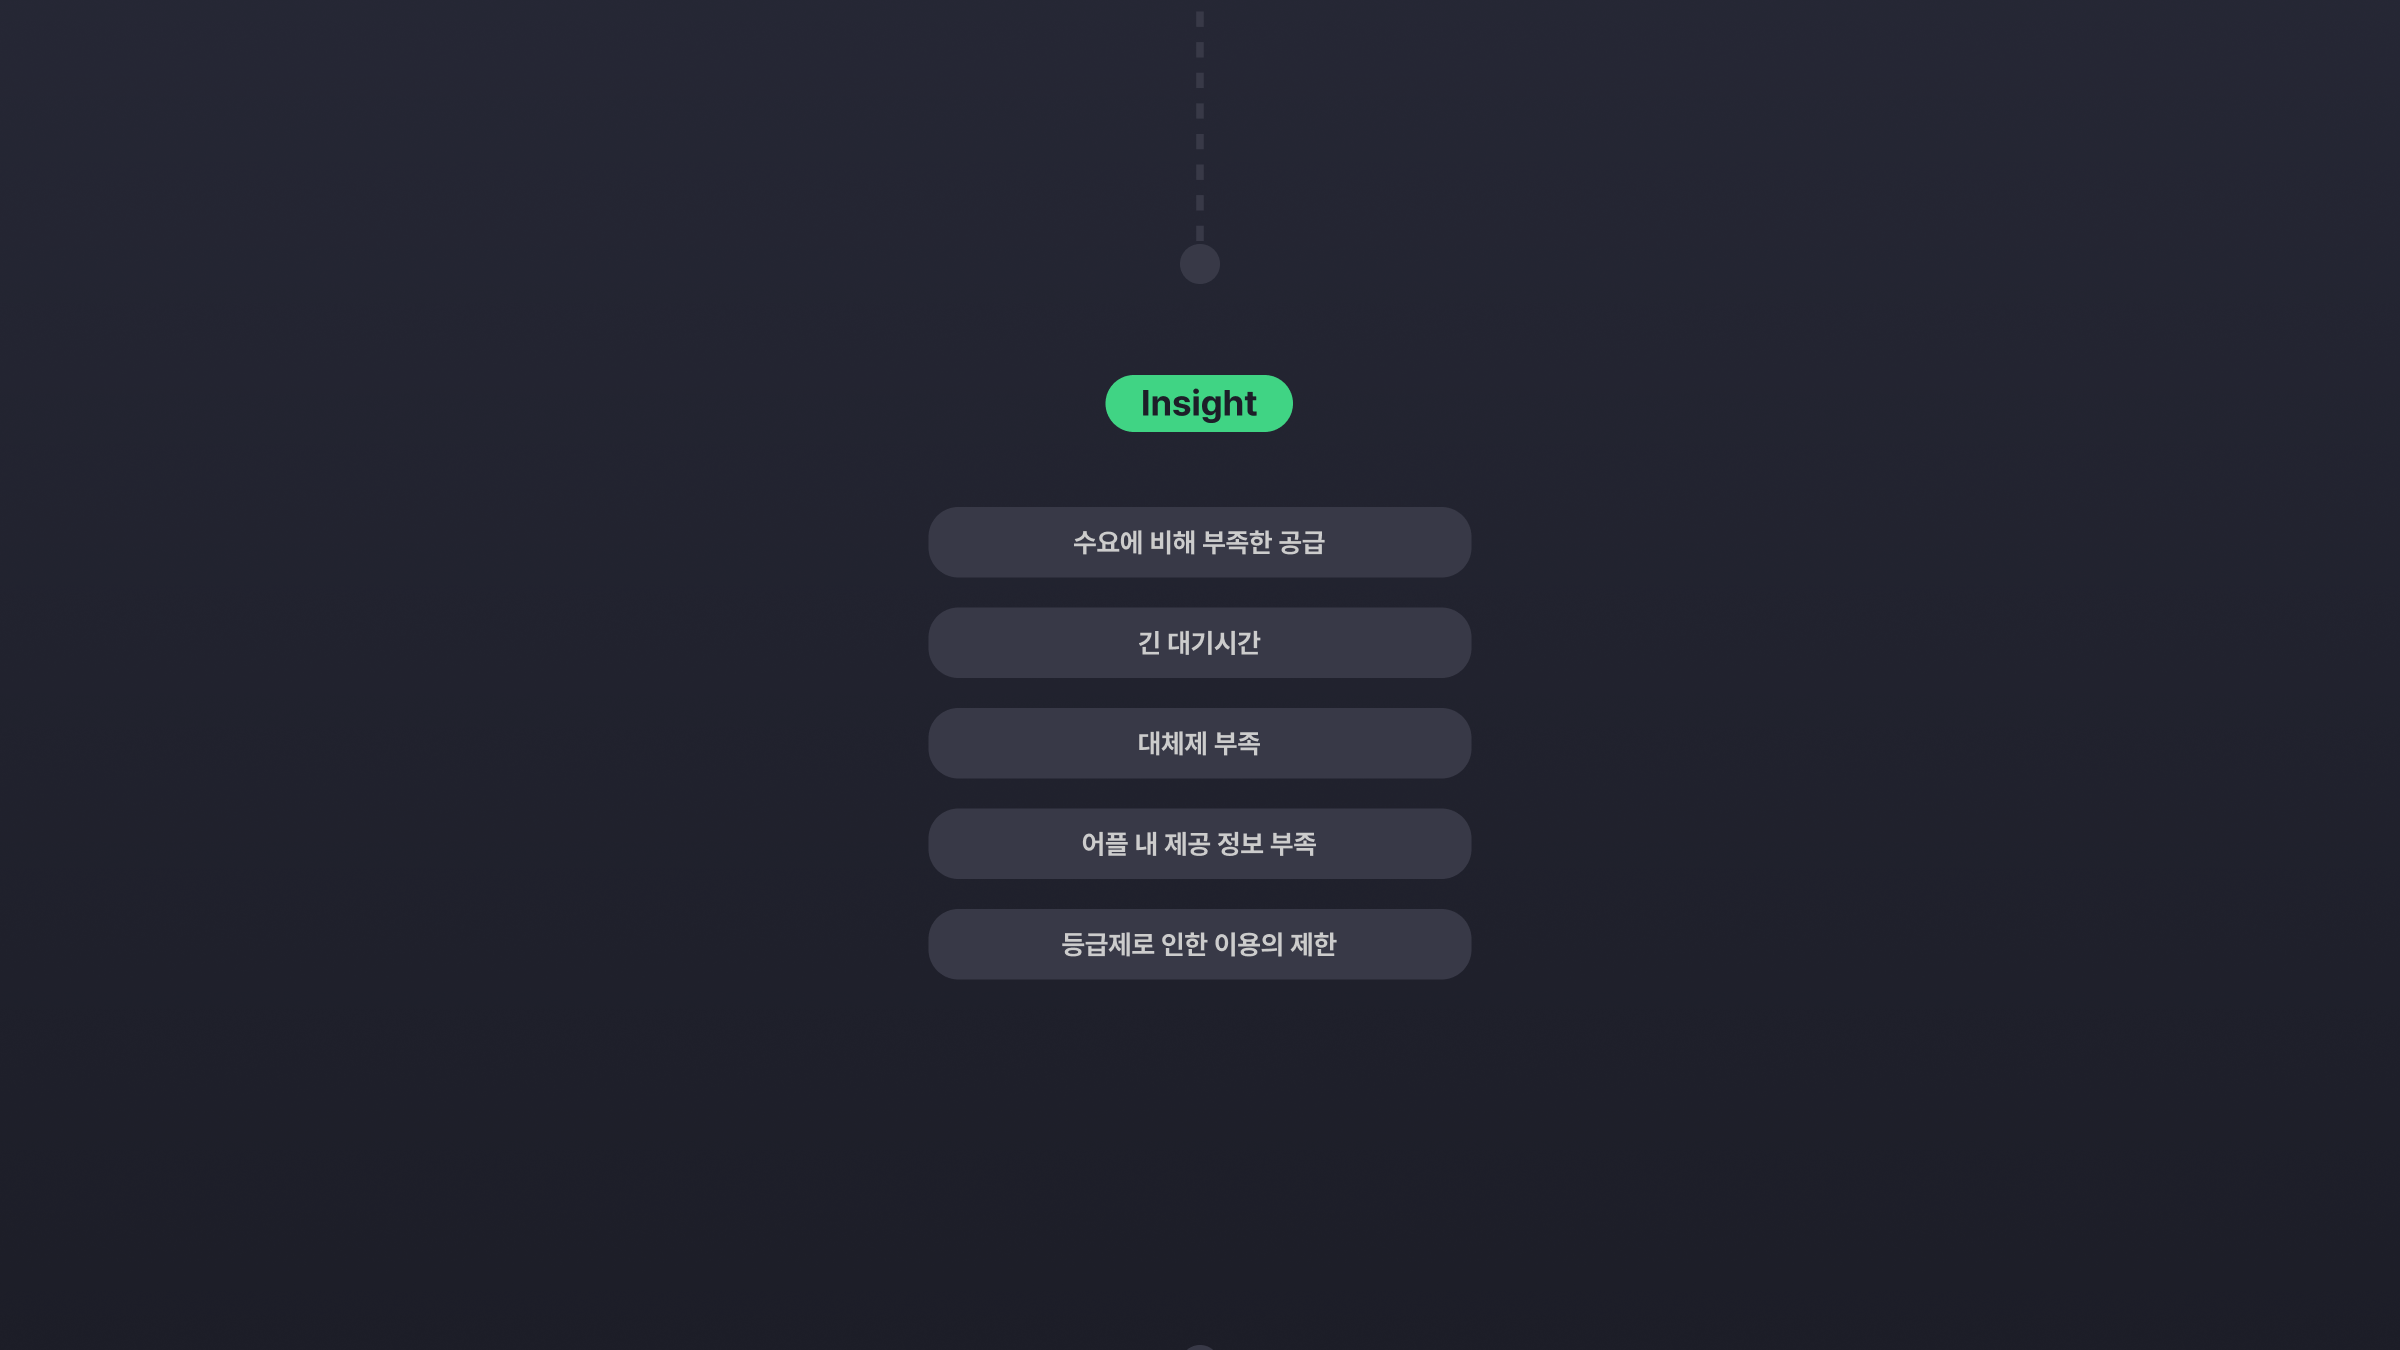 Insight
수요에 비해 부족한 공급
긴 대기시간
대체제 부족
어플 내 제공 정보 부족
등급제로 인한 이용의 제한